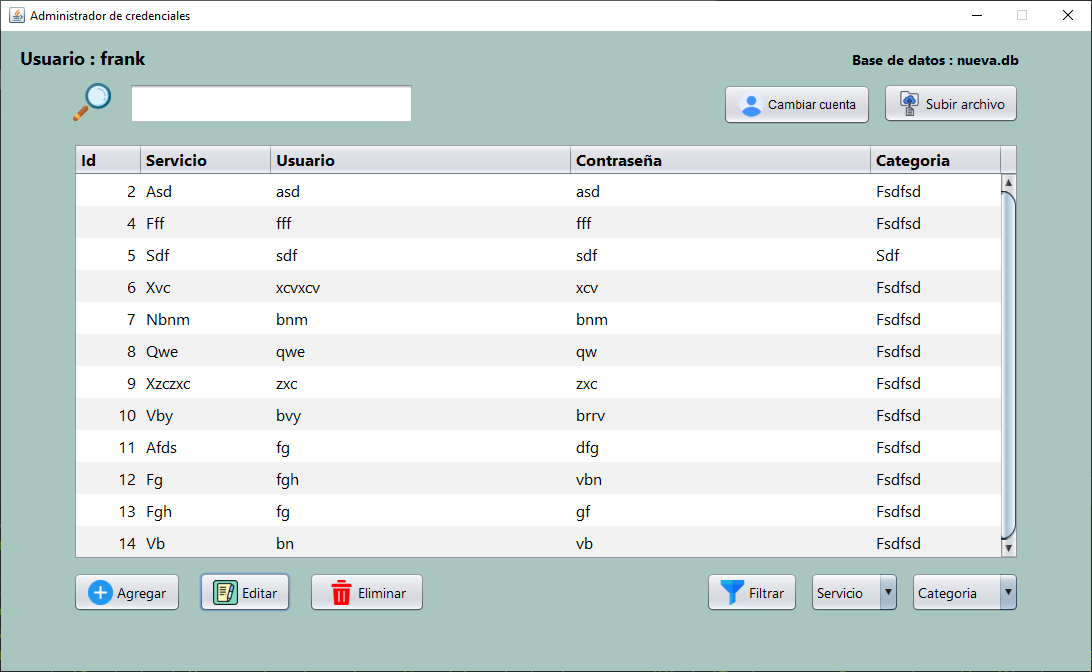 Administrador de credenciales
Usuario : frank
Base de datos : nueva.db
Cambiar cuenta
Subir archivo
Id Servicio Usuario Contraseña Categoria
2 Asd asd asd Fsdfsd
4 Fff fff fff Fsdfsd
5 Sdf sdf sdf Sdf
6 Xvc xcvxcv xcv Fsdfsd
7 Nbnm bnm bnm Fsdfsd
8 Qwe qwe qw Fsdfsd
9 Xzczxc zxc zxc Fsdfsd
10 Vby bvy brrv Fsdfsd
11 Afds fg dfg Fsdfsd
12 Fg fgh vbn Fsdfsd
13 Fgh fg gf Fsdfsd
14 Vb bn vb Fsdfsd
Agregar Editar Eliminar Filtrar Servicio Categoria